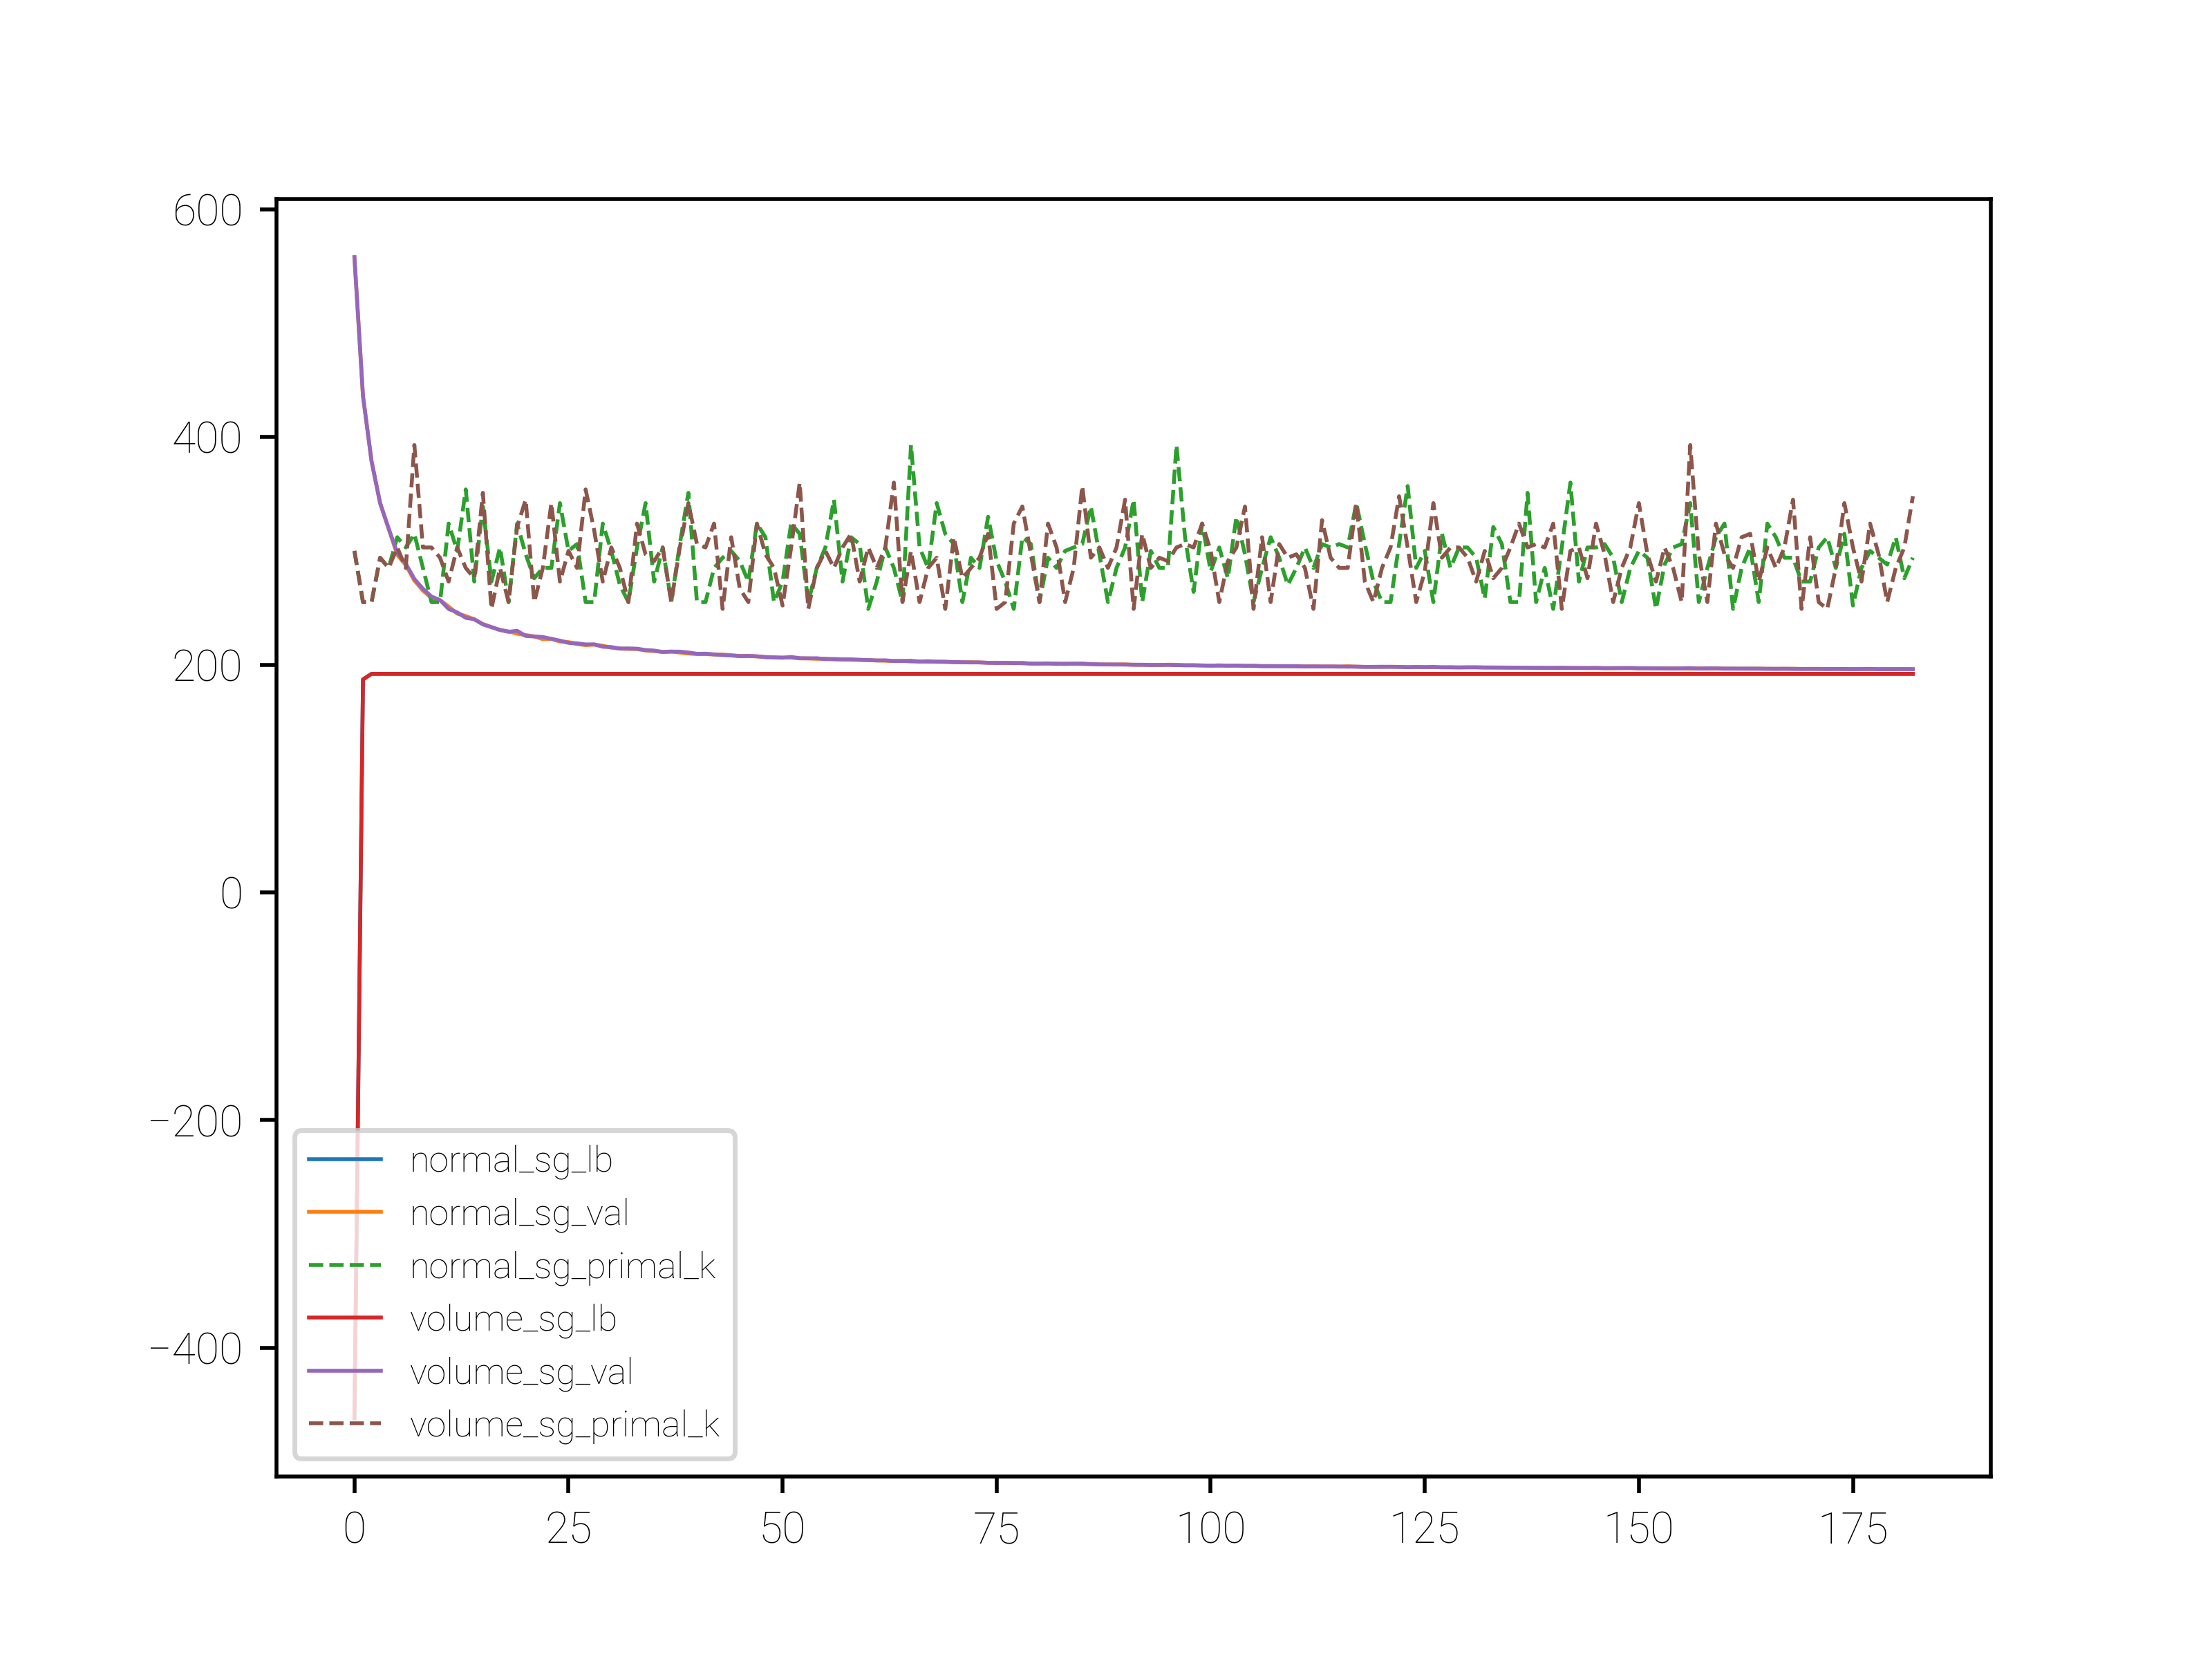 600
400
200
0
−200
−400
normal_sg_lb
normal_sg_val
normal_sg_primal_k
volume_sg_lb
volume_sg_val
volume_sg_primal_k
0 25 50 75 100 125 150 175